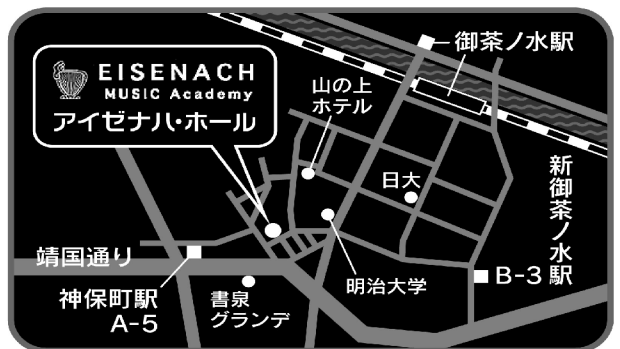 EISENACH
MUSIC Academy
アイゼナハ・ホール
御茶ノ水駅
山の上
ホテル
日大
新御茶ノ水駅
B-3
明治大学
靖国通り
神保町駅
A-5
書泉
グランデ